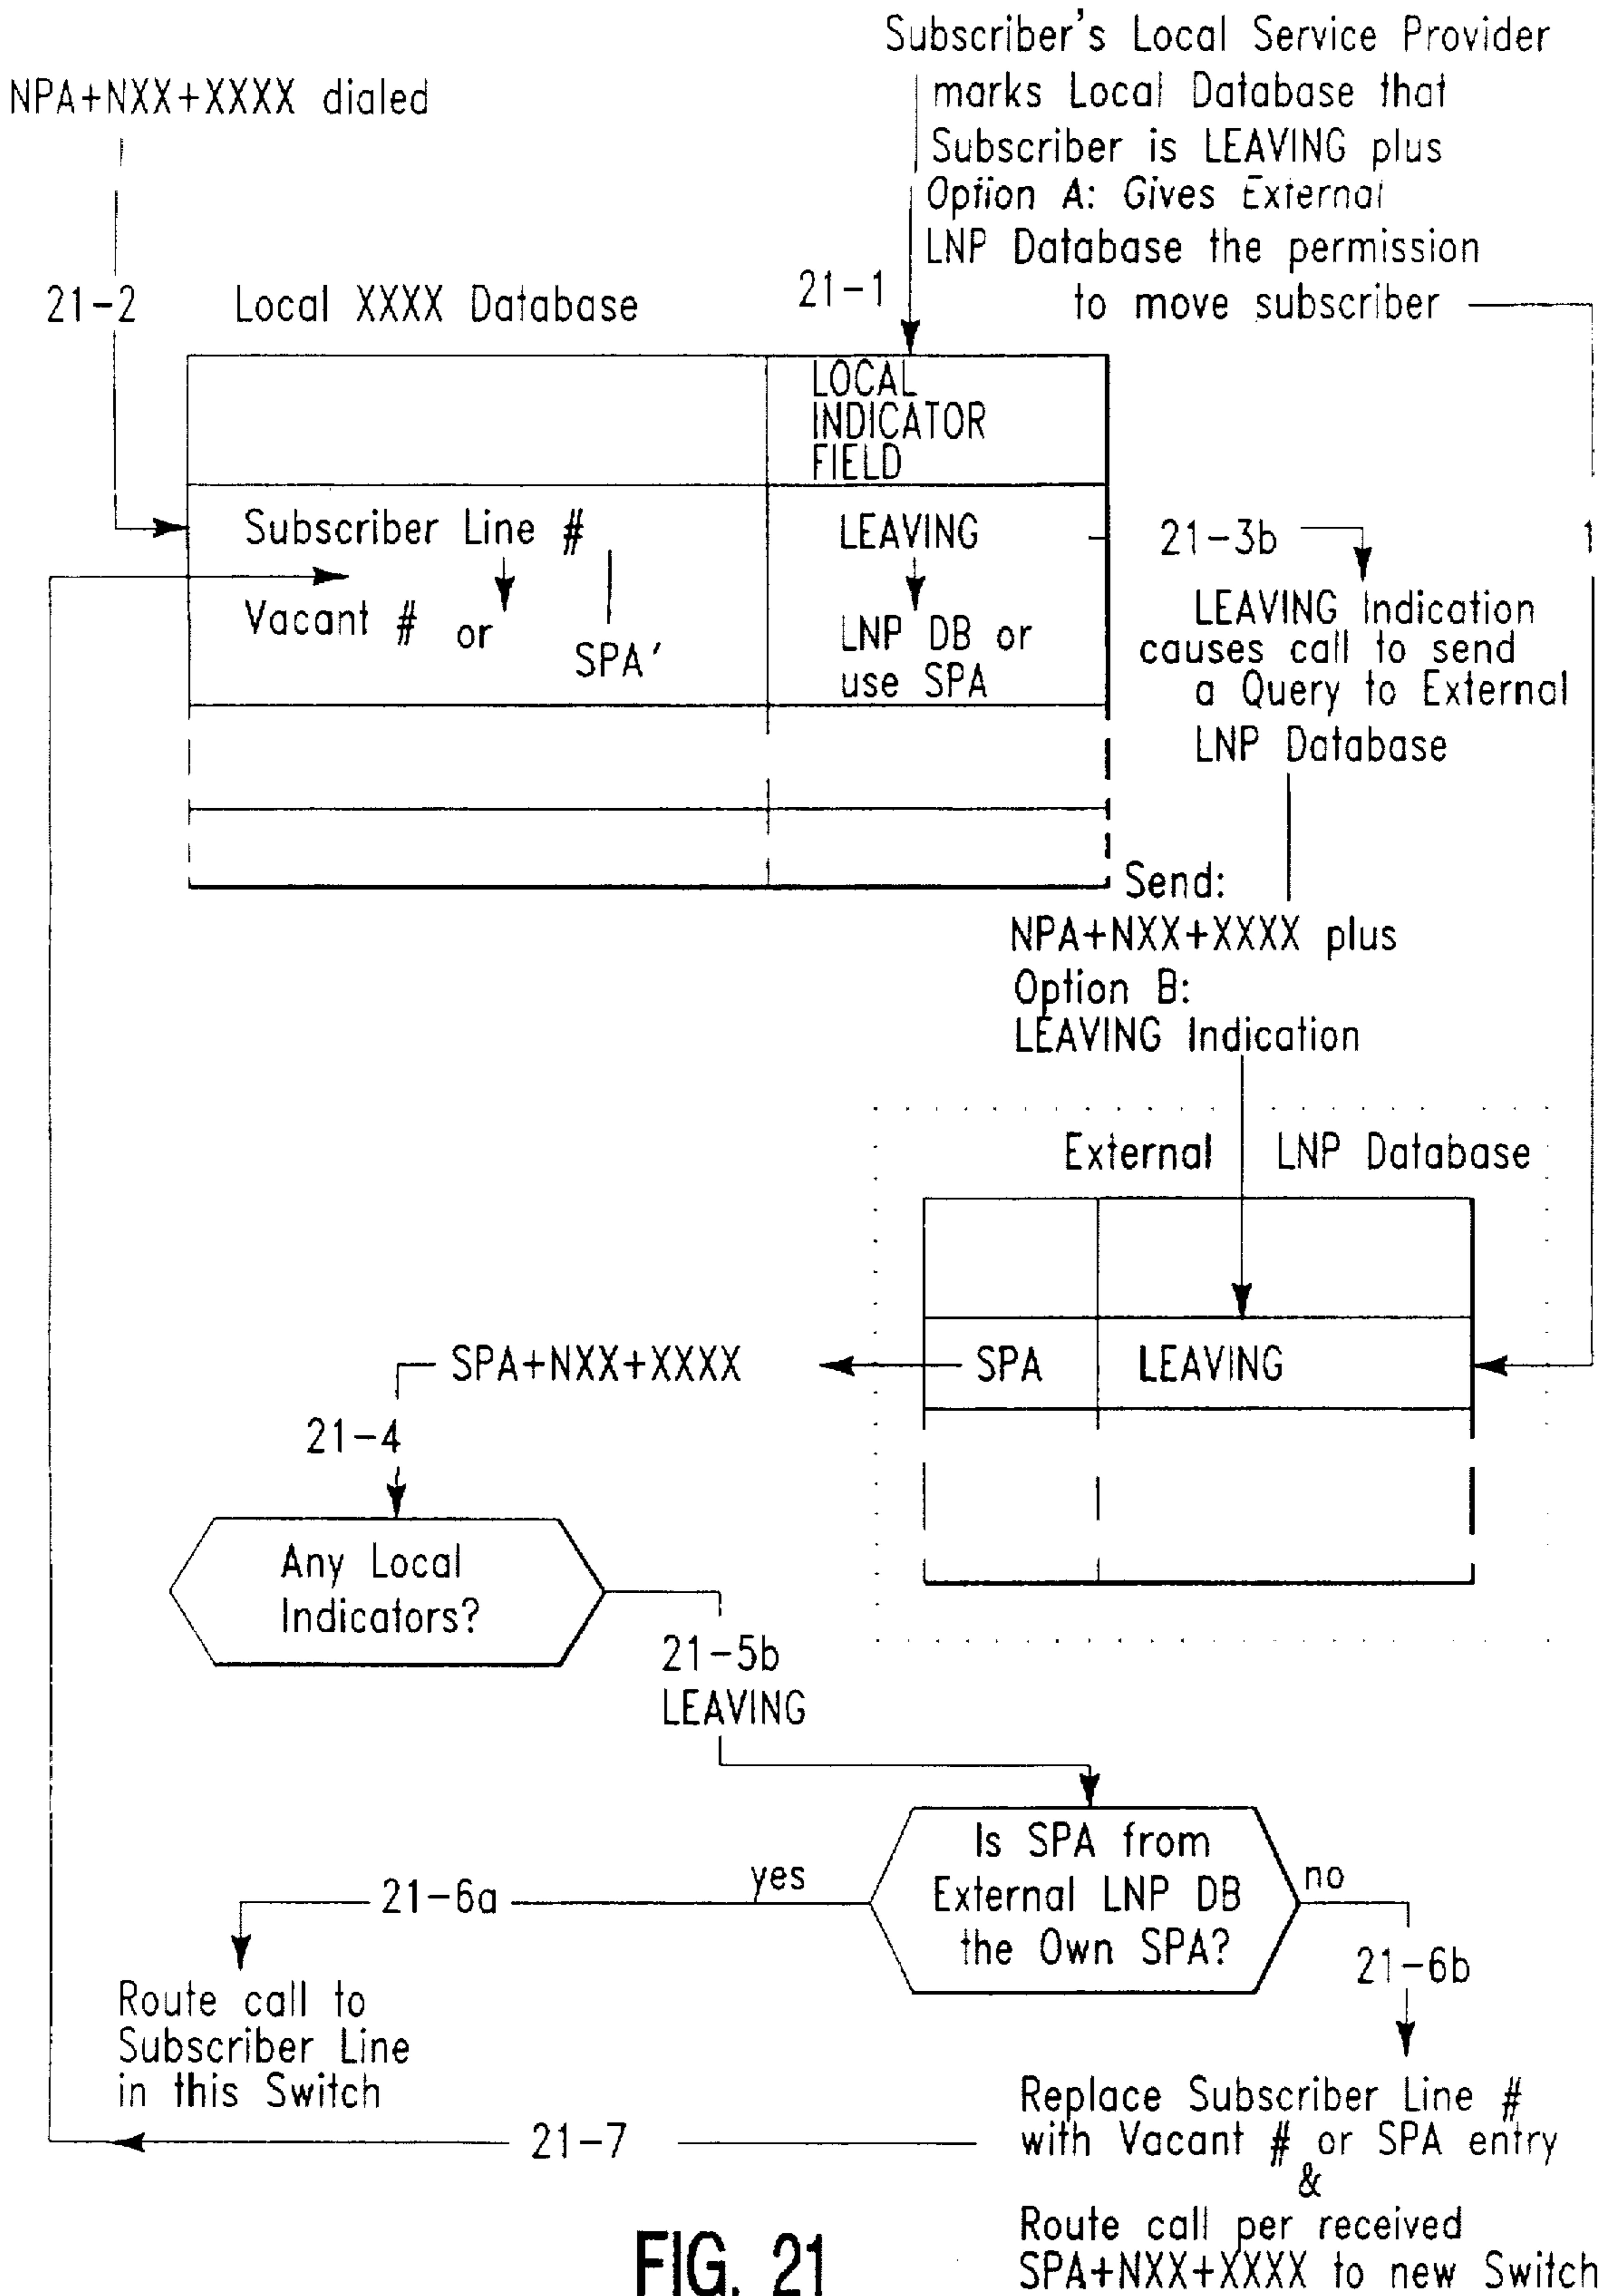 Subscriber's Local Service Provider
marks Local Database that
Subscriber is LEAVING plus
Option A: Gives External
LNP Database the permission
to move subscriber
NPA+NXX+XXXX dialed
21-2
Local XXXX Database
21-1
LOCAL
INDICATOR
FIELD
Subscriber Line #
Vacant # or
SPA'
LEAVING
LNP DB or
use SPA
21-3b
1
LEAVING Indication
causes call to send
a Query to External
LNP Database
Send:
NPA+NXX+XXXX plus
Option B:
LEAVING Indication
External LNP Database
SPA+NXX+XXXX
SPA
LEAVING
21-4
Any Local
Indicators?
21-5b
LEAVING
Is SPA from
External LNP DB
the Own SPA?
yes
no
21-6a
21-6b
Route call to
Subscriber Line
in this Switch
Replace Subscriber Line #
with Vacant # or SPA entry
&
Route call per received
SPA+NXX+XXXX to new Switch
21-7
FIG. 21